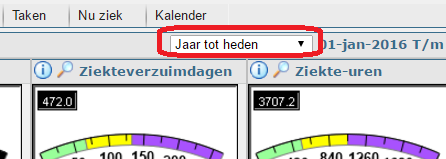 Taken Nu ziek Kalender
Jaar tot heden 01-jan-2016 T/m
Ziekteverzuimdagen Ziekte-uren
472.0 3707.2
100 150 200 840 1260